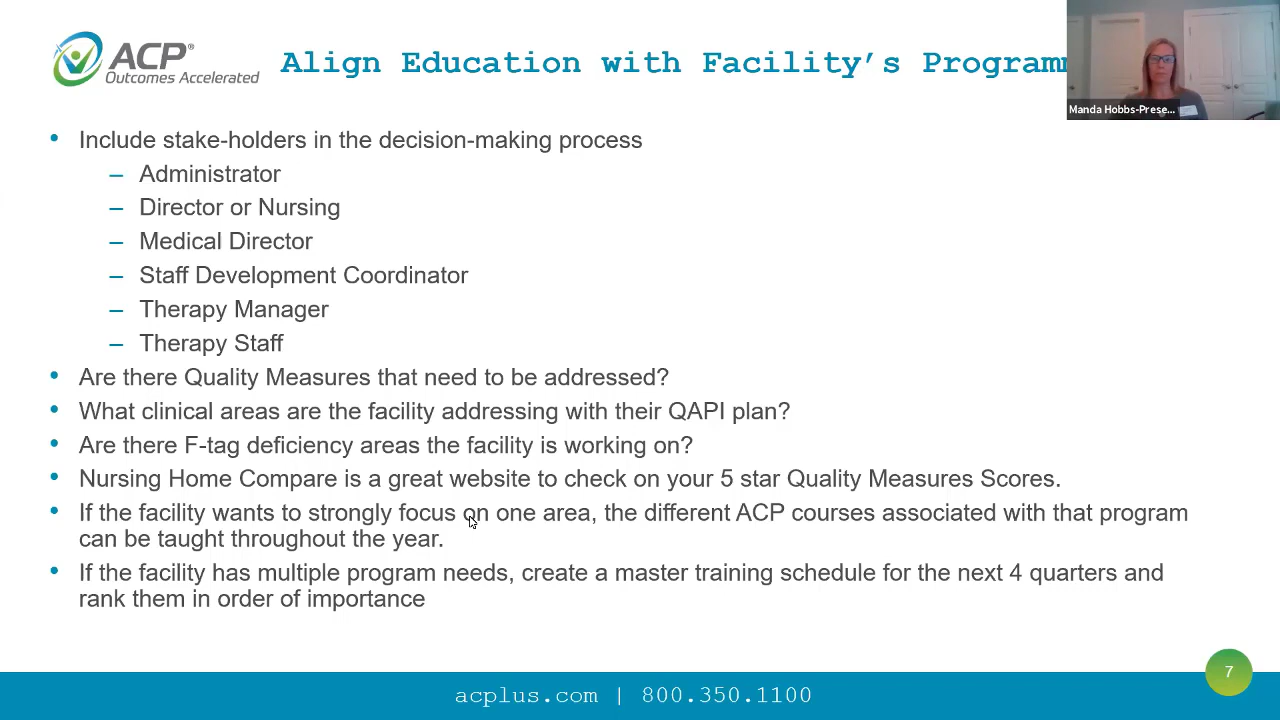 ACP®
Outcomes Accelerated
Align Education with Facility's Programm
Manda Hobbs-Prese...
• Include stake-holders in the decision-making process
– Administrator
– Director or Nursing
– Medical Director
– Staff Development Coordinator
– Therapy Manager
– Therapy Staff
• Are there Quality Measures that need to be addressed?
• What clinical areas are the facility addressing with their QAPI plan?
• Are there F-tag deficiency areas the facility is working on?
• Nursing Home Compare is a great website to check on your 5 star Quality Measures Scores.
• If the facility wants to strongly focus on one area, the different ACP courses associated with that program
can be taught throughout the year.
• If the facility has multiple program needs, create a master training schedule for the next 4 quarters and
rank them in order of importance
7
acplus.com | 800.350.1100